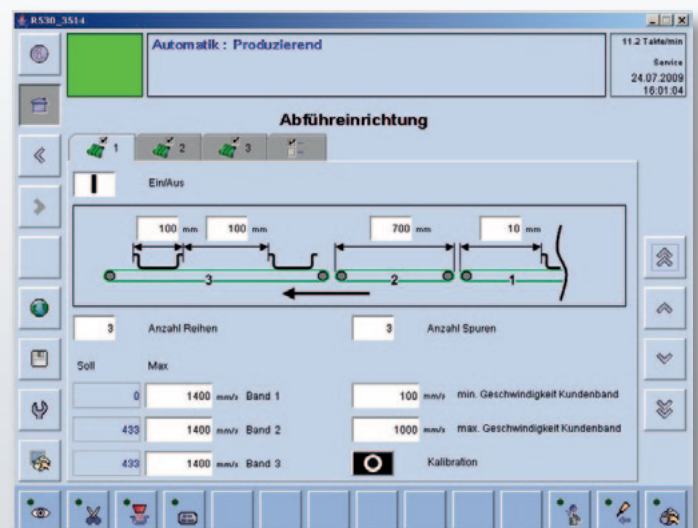 R530_3514
Automatik : Produzierend
11.2 Takte/min
Service
24.07.2009
16:01:04
Abführeinrichtung
1 2 3
Ein/Aus
100 mm 100 mm 700 mm 10 mm
3 2 1
3 Anzahl Reihen 3 Anzahl Spuren
Soll Max
0 1400 mm/s Band 1 100 mm/s min. Geschwindigkeit Kundenband
433 1400 mm/s Band 2 1000 mm/s max. Geschwindigkeit Kundenband
433 1400 mm/s Band 3 Kalibration